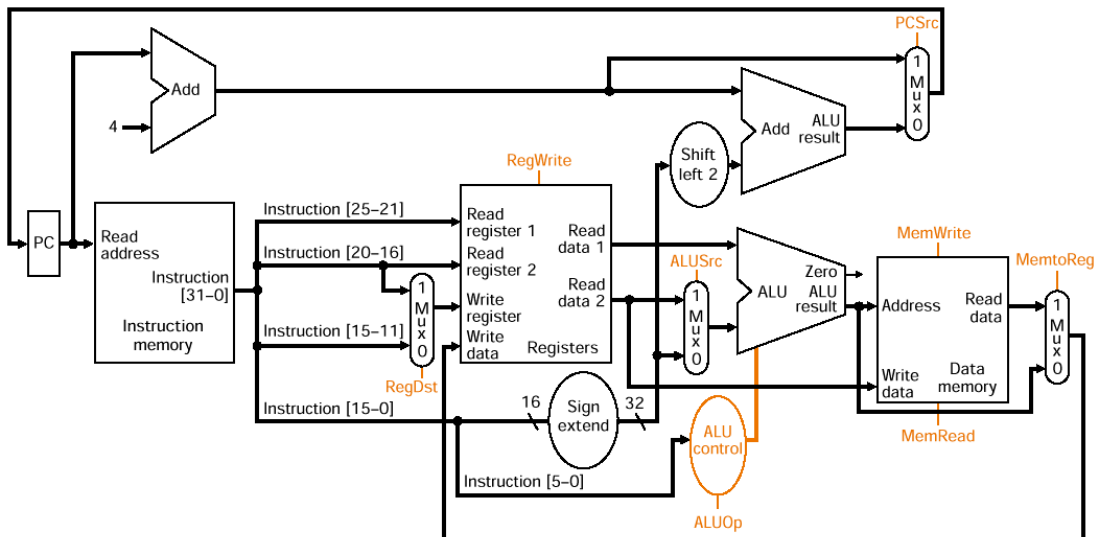 PCSrc
Add
4
1
M
u
x
0
Add
ALU
result
Shift
left 2
RegWrite
PC
Read
address
Instruction
[31-0]
Instruction
memory
Instruction [25-21]
Instruction [20-16]
Instruction [15-11]
Instruction [15-0]
1
M
u
x
0
RegDst
Read
register 1
Read
register 2
Write
register
Write
data
Read
data 1
Read
data 2
Registers
ALUSrc
1
M
u
x
0
ALU
Zero
ALU
result
MemWrite
Address
Read
data
Write
data
Data
memory
MemRead
MemtoReg
1
M
u
x
0
16
Sign
extend
32
ALU
control
Instruction [5-0]
ALUOp